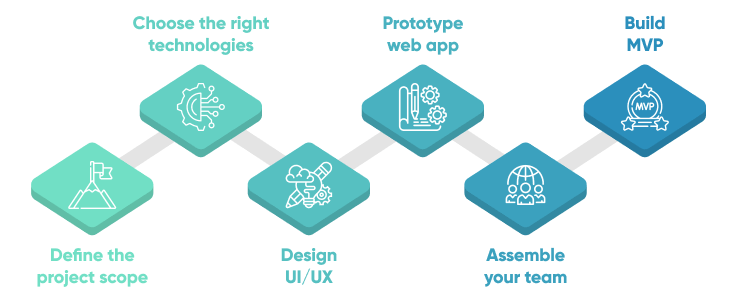 Choose the right
technologies
Prototype
web app
Build
MVP
MVP
Define the
project scope
Design
UI/UX
Assemble
your team